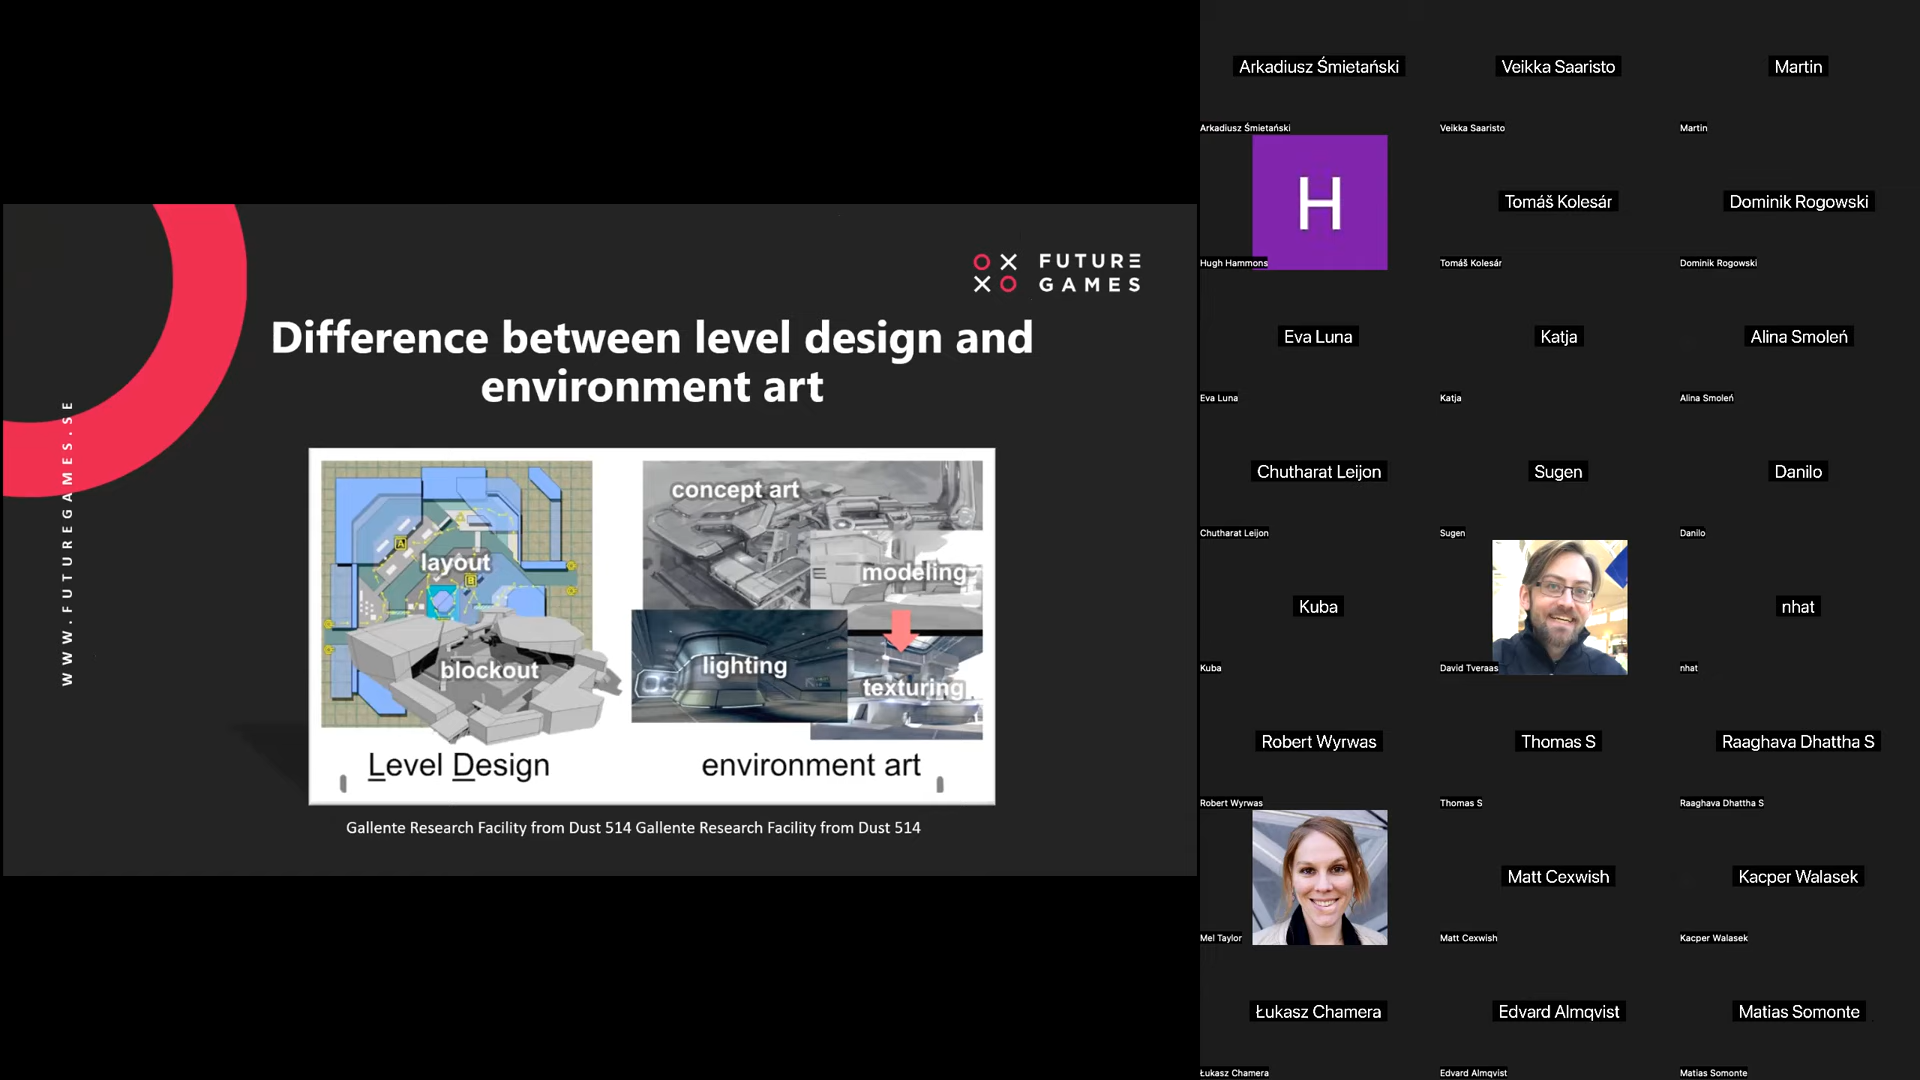 WWW.FUTUREGAMES.SE
FUTURE
GAMES
Difference between level design and
environment art
layout
A
B
blockout
Level Design
concept art
modeling
lighting
texturing
environment art
Gallente Research Facility from Dust 514 Gallente Research Facility from Dust 514
Arkadiusz Śmietański
Veikka Saaristo
Martin
Arkadiusz Śmietański
Veikka Saaristo
Martin
H
Tomáš Kolesár
Dominik Rogowski
Hugh Hammons
Tomáš Kolesár
Dominik Rogowski
Eva Luna
Katja
Alina Smoleń
Eva Luna
Katja
Alina Smoleń
Chutharat Leijon
Sugen
Danilo
Chutharat Leijon
Sugen
Danilo
Kuba
nhat
Kuba
David Tveraas
nhat
Robert Wyrwas
Thomas S
Raaghava Dhattha S
Robert Wyrwas
Thomas S
Raaghava Dhattha S
Matt Cexwish
Kacper Walasek
Mel Taylor
Matt Cexwish
Kacper Walasek
Łukasz Chamera
Edvard Almqvist
Matias Somonte
Łukasz Chamera
Edvard Almqvist
Matias Somonte